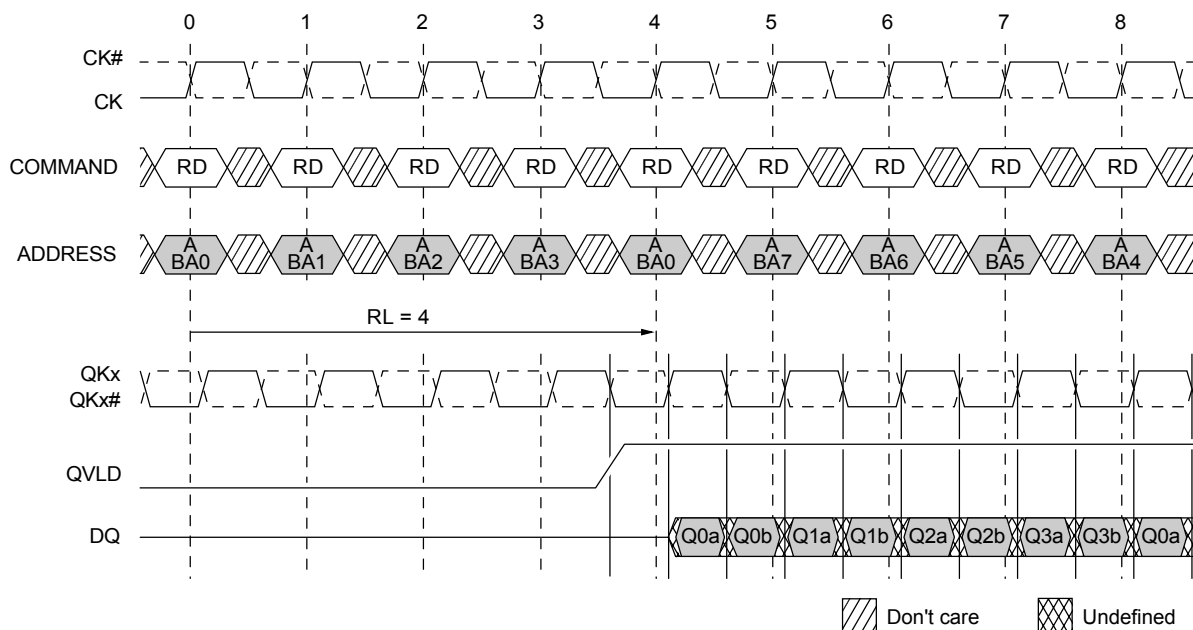 0 1 2 3 4 5 6 7 8
CK#
CK
COMMAND RD RD RD RD RD RD RD RD RD
ADDRESS A A A A A A A A A
BA0 BA1 BA2 BA3 BA0 BA7 BA6 BA5 BA4
RL = 4
QKx
QKx#
QVLD
DQ Q0a Q0b Q1a Q1b Q2a Q2b Q3a Q3b Q0a
Don't care Undefined